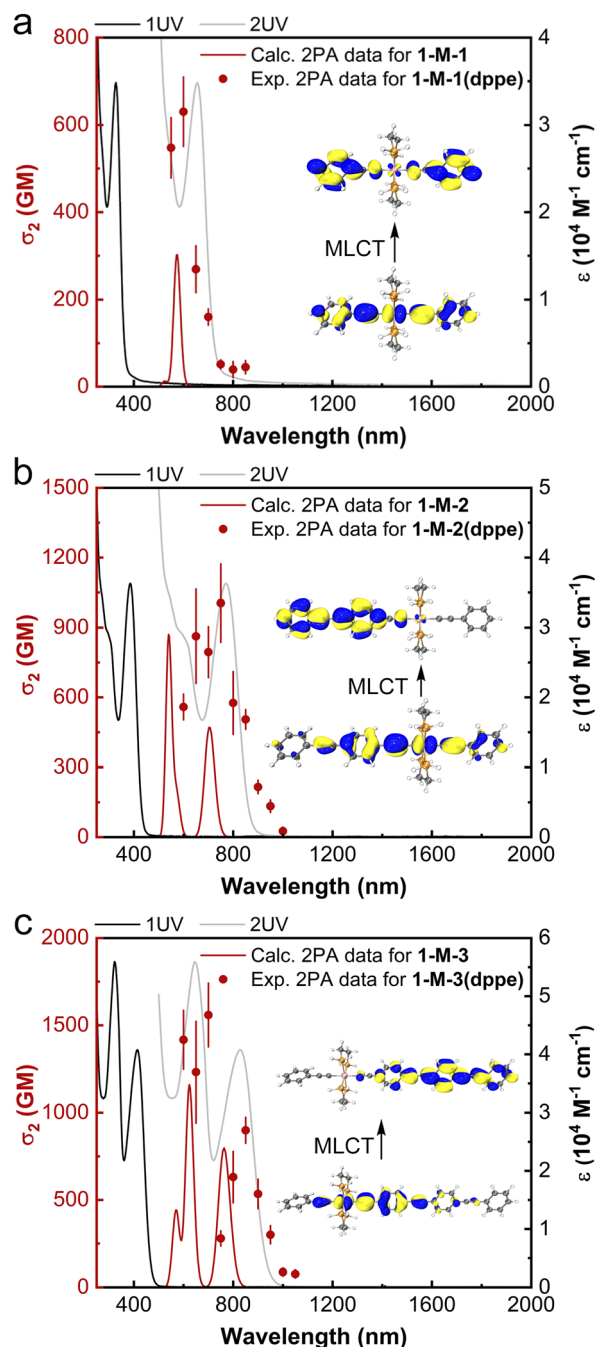 a
1UV 2UV
800
600
400
200
0
σ₂ (GM)
4
3
2
1
0
ε (10⁴ M⁻¹ cm⁻¹)
Calc. 2PA data for 1-M-1
Exp. 2PA data for 1-M-1(dppe)
MLCT
400 800 1200 1600 2000
Wavelength (nm)
b
1UV 2UV
1500
1200
900
600
300
0
σ₂ (GM)
5
4
3
2
1
0
ε (10⁴ M⁻¹ cm⁻¹)
Calc. 2PA data for 1-M-2
Exp. 2PA data for 1-M-2(dppe)
MLCT
400 800 1200 1600 2000
Wavelength (nm)
c
1UV 2UV
2000
1500
1000
500
0
σ₂ (GM)
6
5
4
3
2
1
0
ε (10⁴ M⁻¹ cm⁻¹)
Calc. 2PA data for 1-M-3
Exp. 2PA data for 1-M-3(dppe)
MLCT
400 800 1200 1600 2000
Wavelength (nm)